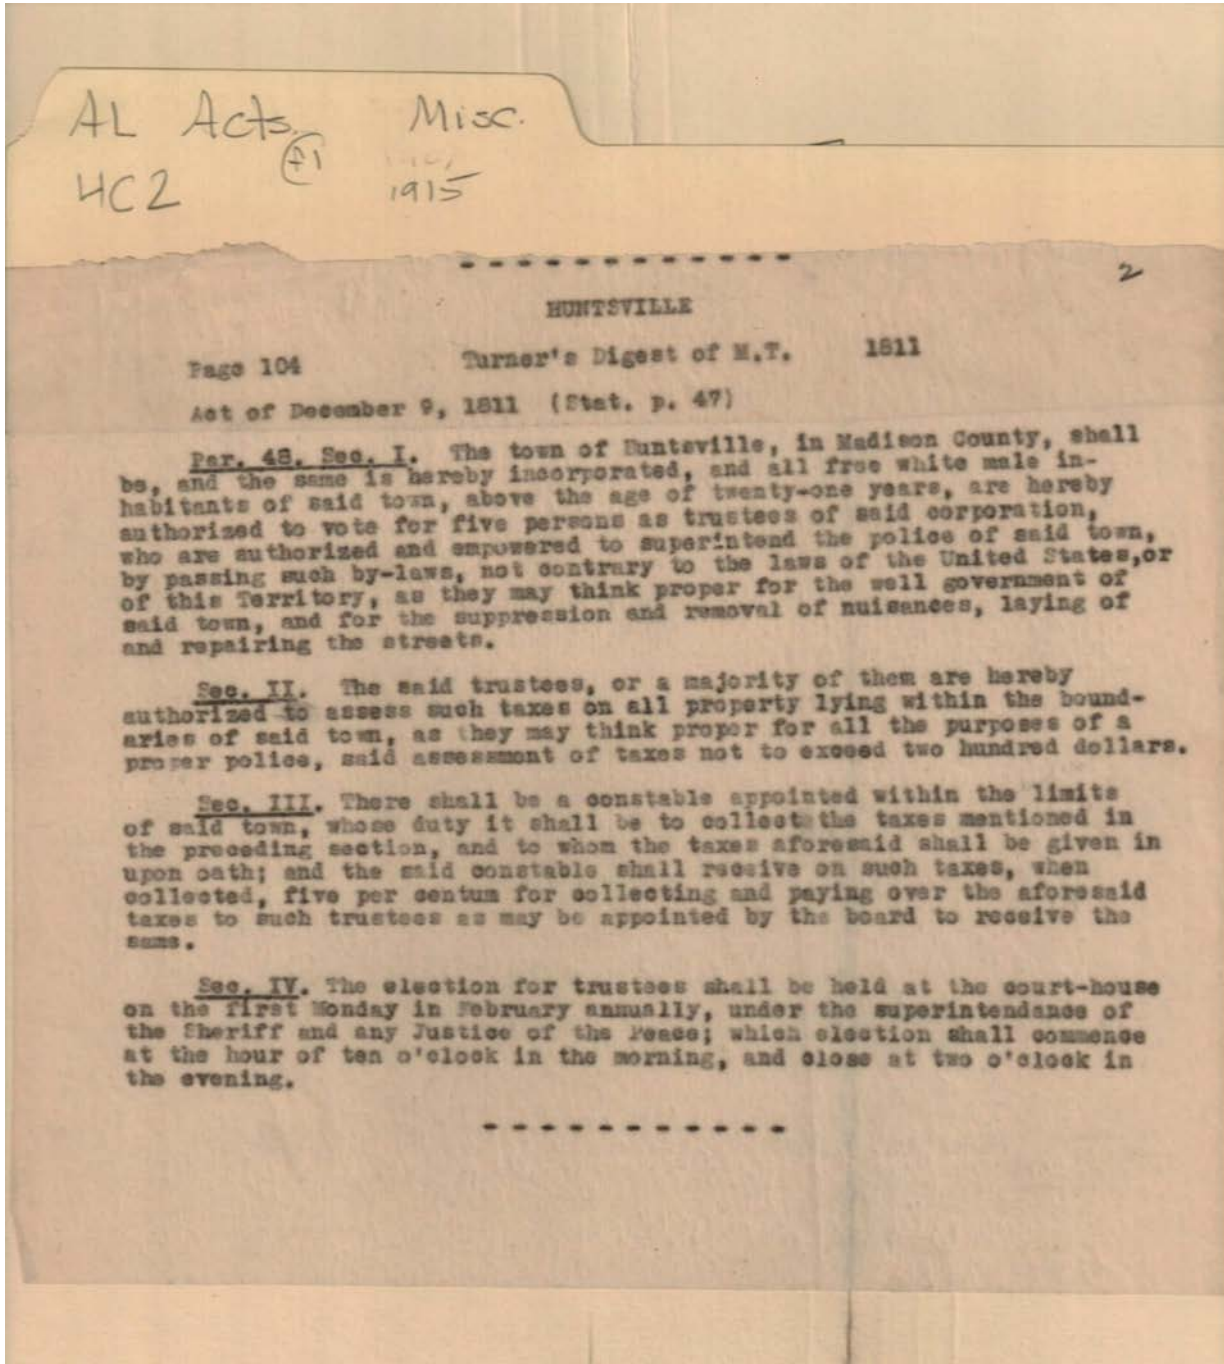 AL Acts Misc.
f1
4C2 1915
2
HUNTSVILLE
Page 104 Turner's Digest of M.T. 1811
Act of December 9, 1811 (Stat. p. 47)
Par. 48, Sec. I. The town of Huntsville, in Madison County, shall
be, and the same is hereby incorporated, and all free white male in-
habitants of said town, above the age of twenty-one years, are hereby
authorized to vote for five persons as trustees of said corporation,
who are authorized and empowered to superintend the police of said town,
by passing such by-laws, not contrary to the laws of the United States,or
of this Territory, as they may think proper for the well government of
said town, and for the suppression and removal of nuisances, laying of
and repairing the streets.
Sec. II. The said trustees, or a majority of them are hereby
authorized to assess such taxes on all property lying within the bound-
aries of said town, as they may think proper for all the purposes of a
proper police, said assessment of taxes not to exceed two hundred dollars.
Sec. III. There shall be a constable appointed within the limits
of said town, whose duty it shall be to collect the taxes mentioned in
the preceding section, and to whom the taxes aforesaid shall be given in
upon oath; and the said constable shall receive on such taxes, when
collected, five per centum for collecting and paying over the aforesaid
taxes to such trustees as may be appointed by the board to receive the
same.
Sec. IV. The election for trustees shall be held at the court-house
on the first Monday in February annually, under the superintendance of
the Sheriff and any Justice of the Peace; which election shall commence
at the hour of ten o'clock in the morning, and close at two o'clock in
the evening.